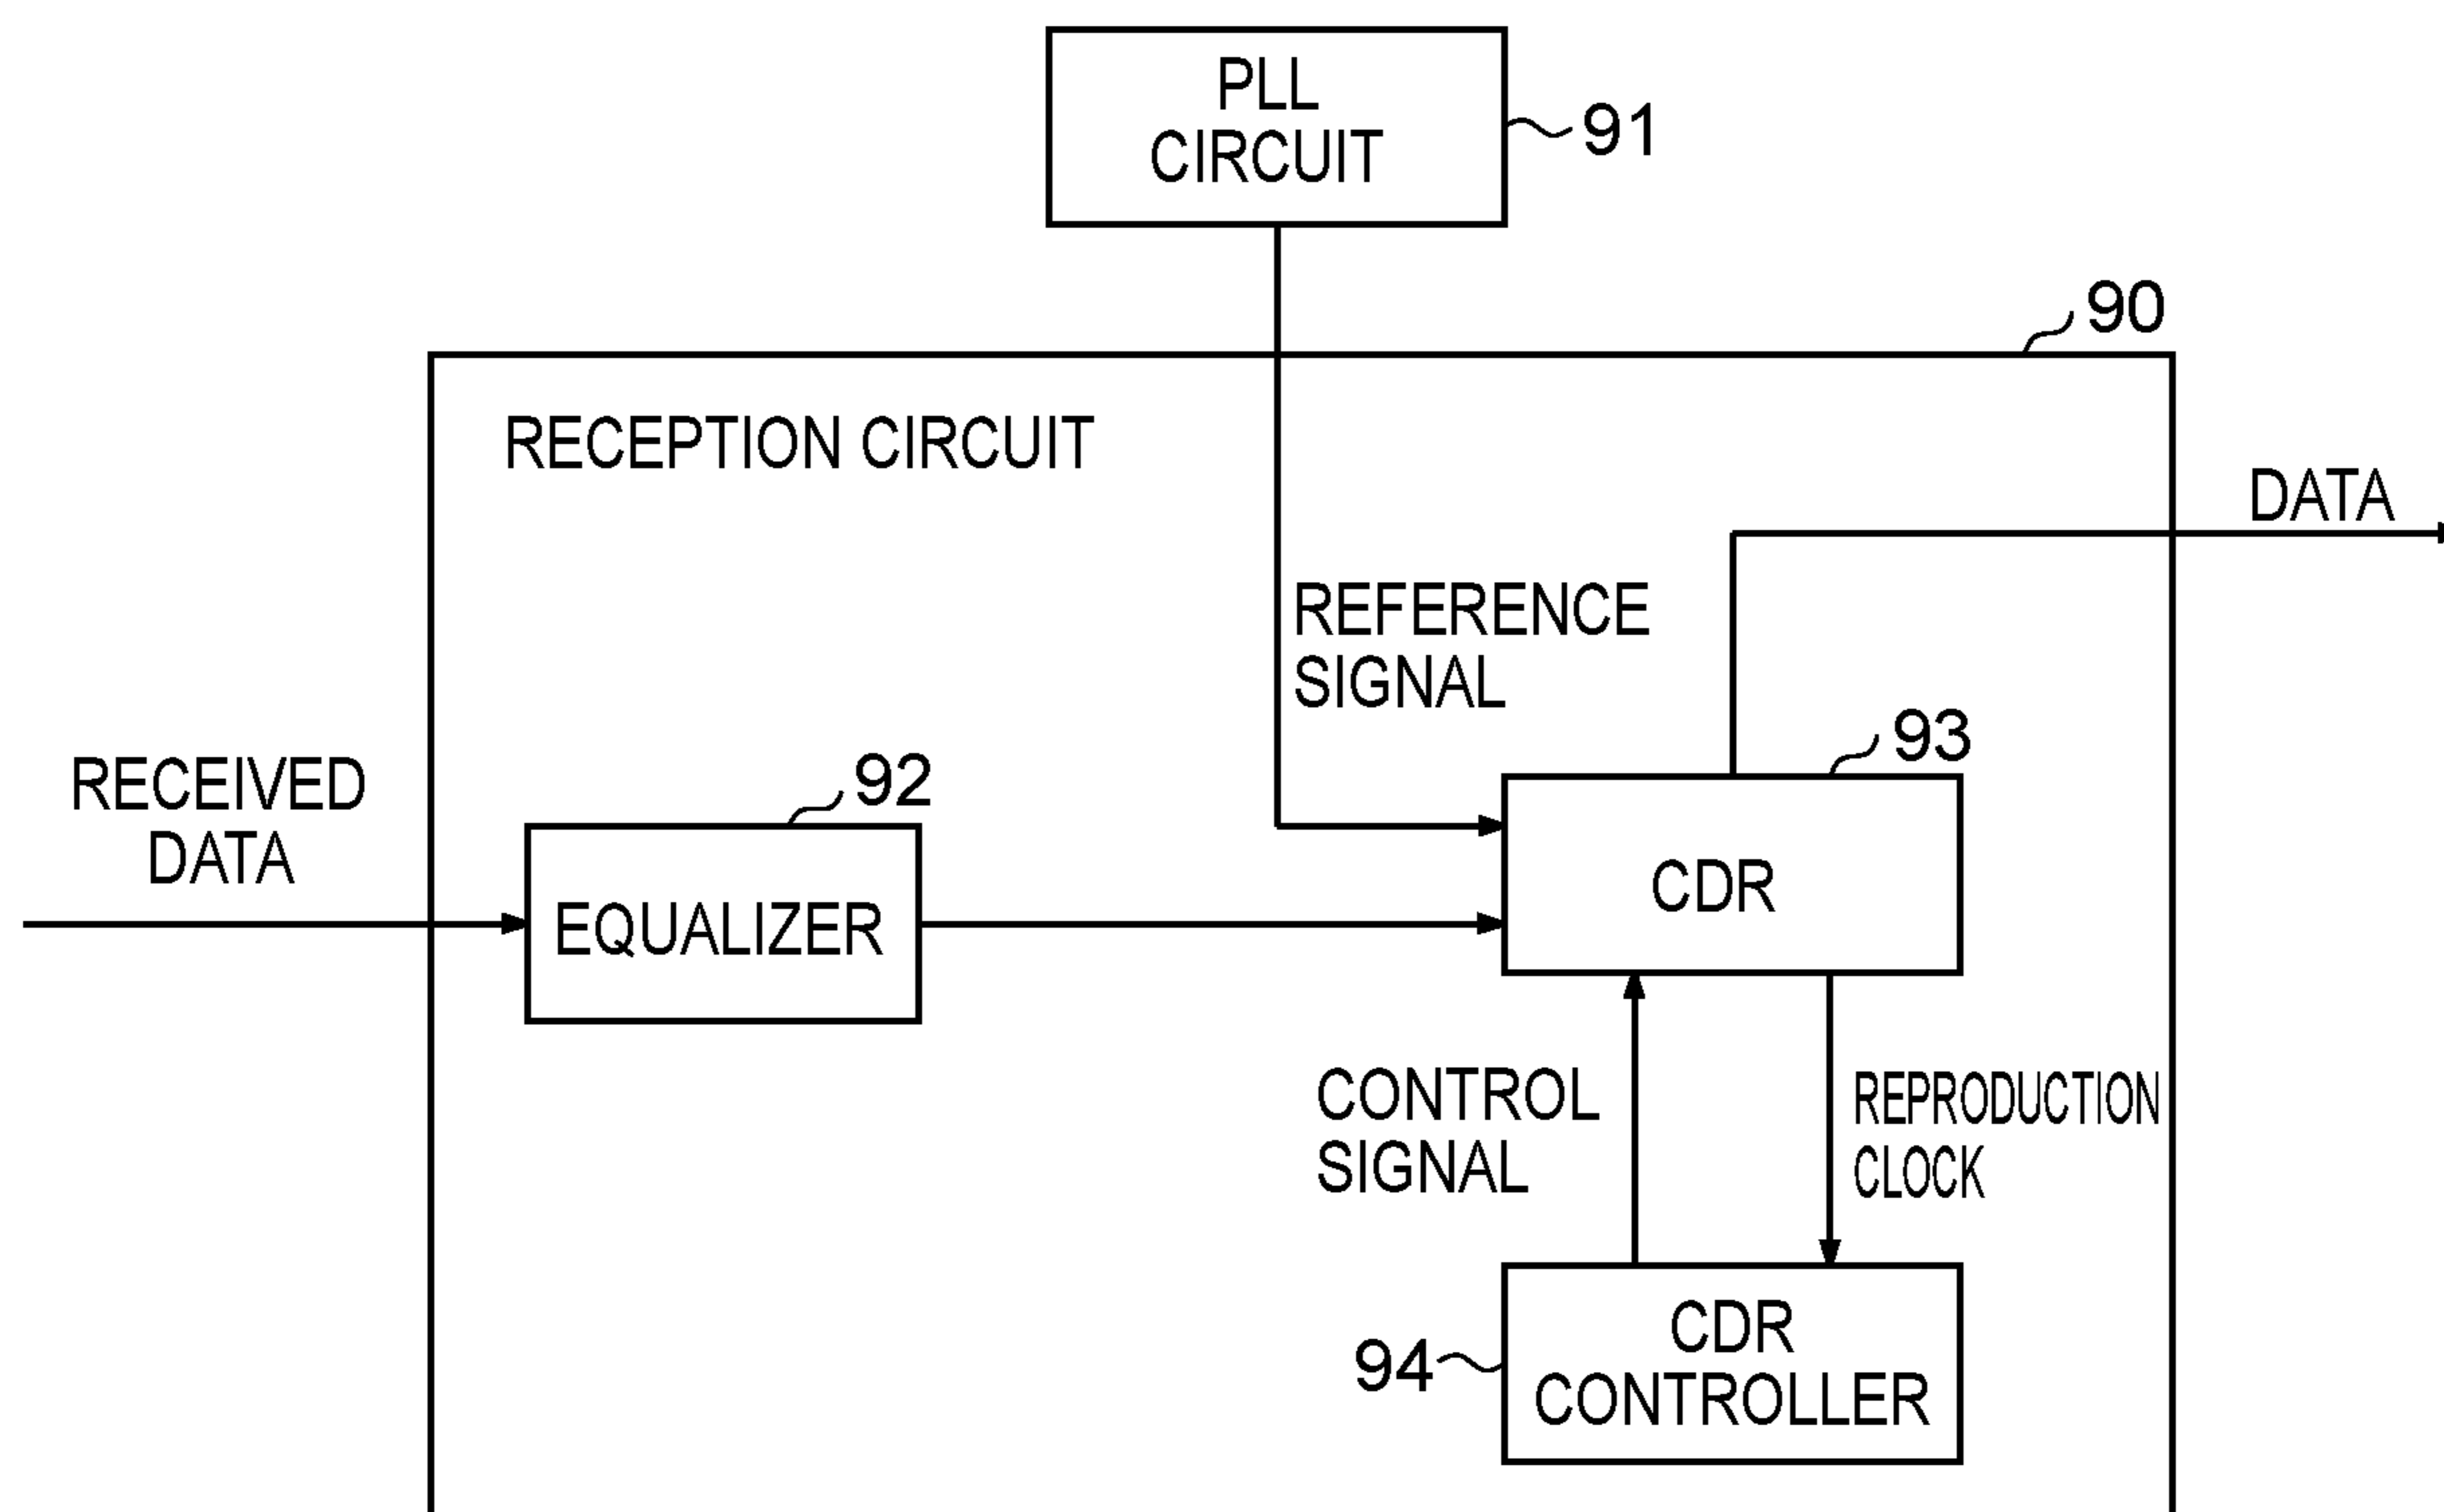 PLL
CIRCUIT
91
90
RECEPTION CIRCUIT
DATA
REFERENCE
SIGNAL
93
RECEIVED
DATA
92
CDR
EQUALIZER
CONTROL
SIGNAL
REPRODUCTION
CLOCK
CDR
CONTROLLER
94